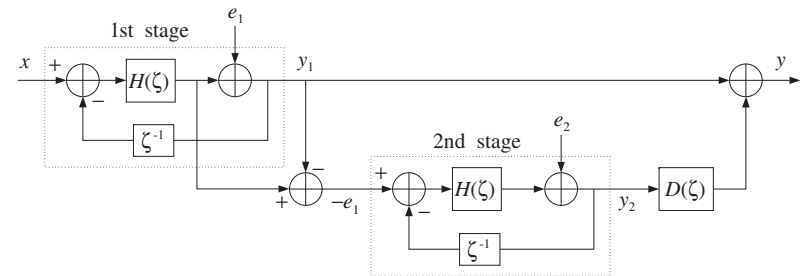 1st stage
e₁
x
+
−
H(ζ)
y₁
y
ζ⁻¹
e₂
2nd stage
−
+
−e₁
+
−
H(ζ)
y₂
D(ζ)
ζ⁻¹